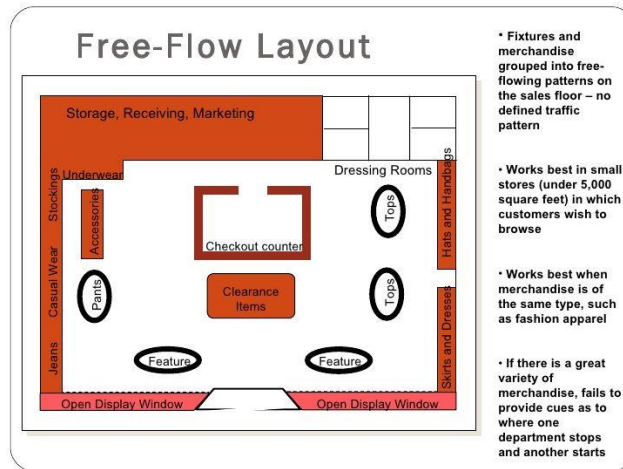 Free-Flow Layout
Storage, Receiving, Marketing
Underwear
Dressing Rooms
Stockings
Accessories
Casual Wear
Pants
Jeans
Checkout counter
Clearance
Items
Tops
Tops
Hats and Handbags
Skirts and Dresses
Feature
Feature
Open Display Window
Open Display Window
• Fixtures and
merchandise
grouped into free-
flowing patterns on
the sales floor – no
defined traffic
pattern
• Works best in small
stores (under 5,000
square feet) in which
customers wish to
browse
• Works best when
merchandise is of
the same type, such
as fashion apparel
• If there is a great
variety of
merchandise, fails to
provide cues as to
where one
department stops
and another starts